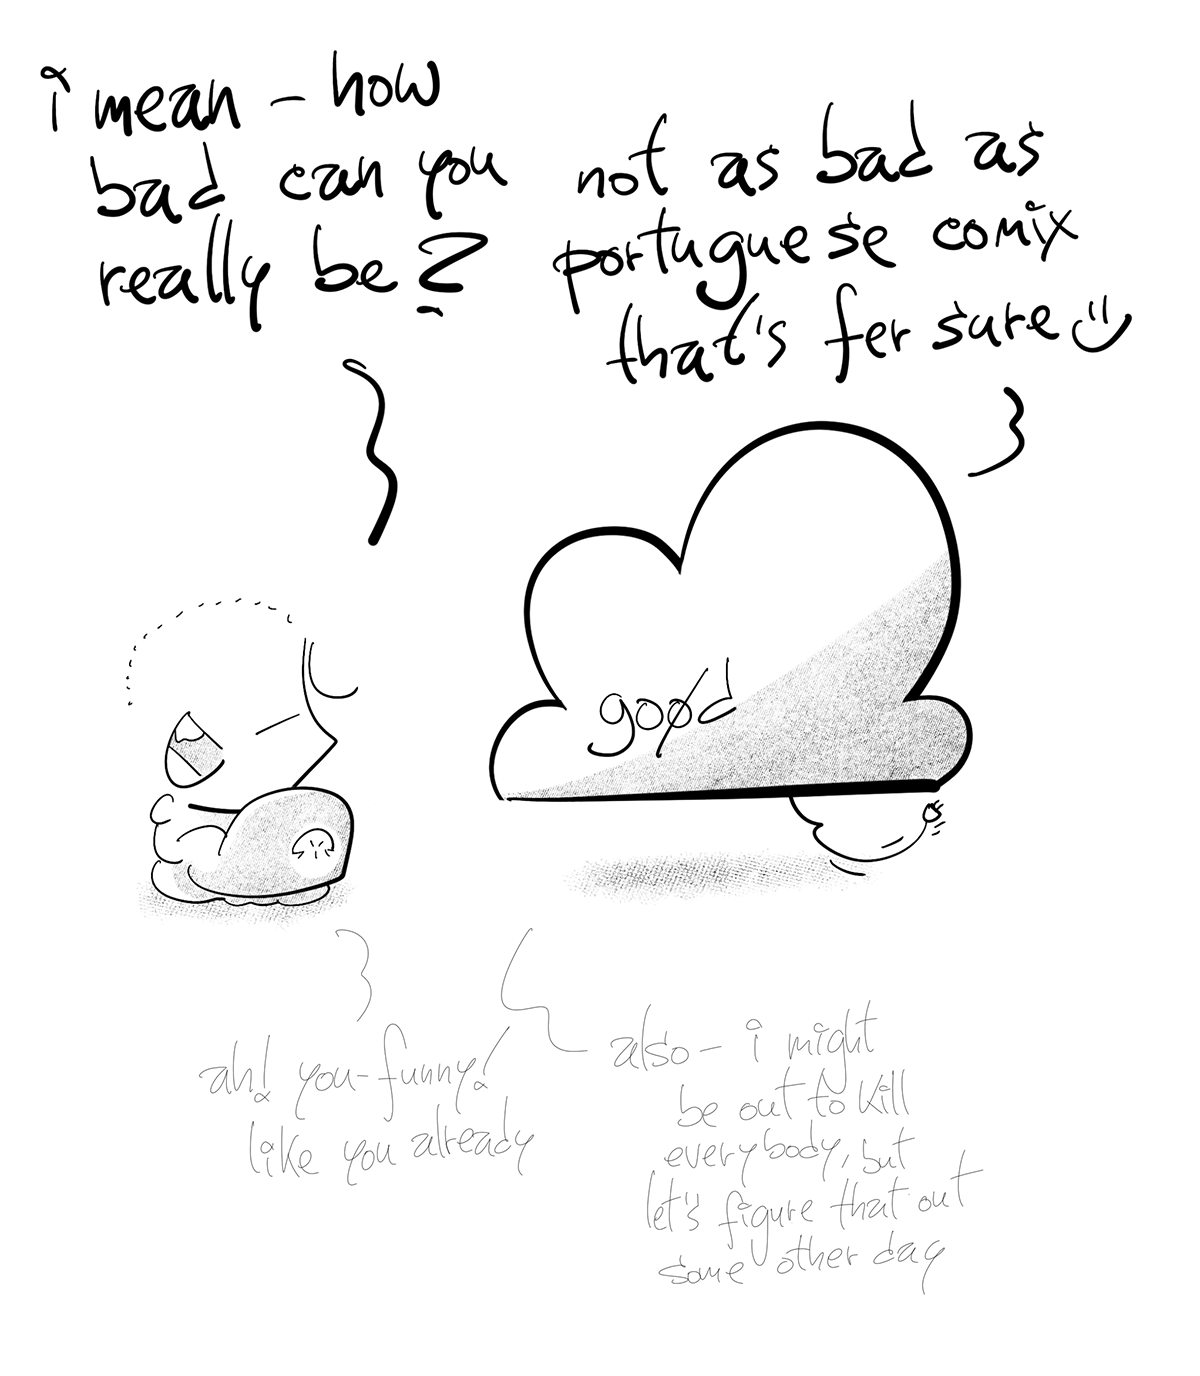 i mean - how
bad can you
really be?
not as bad as
portuguese comix
that's fer sure :)
goød
ah! you-funny!
like you already
also - i might
be out to kill
everybody, but
let's figure that out
some other day